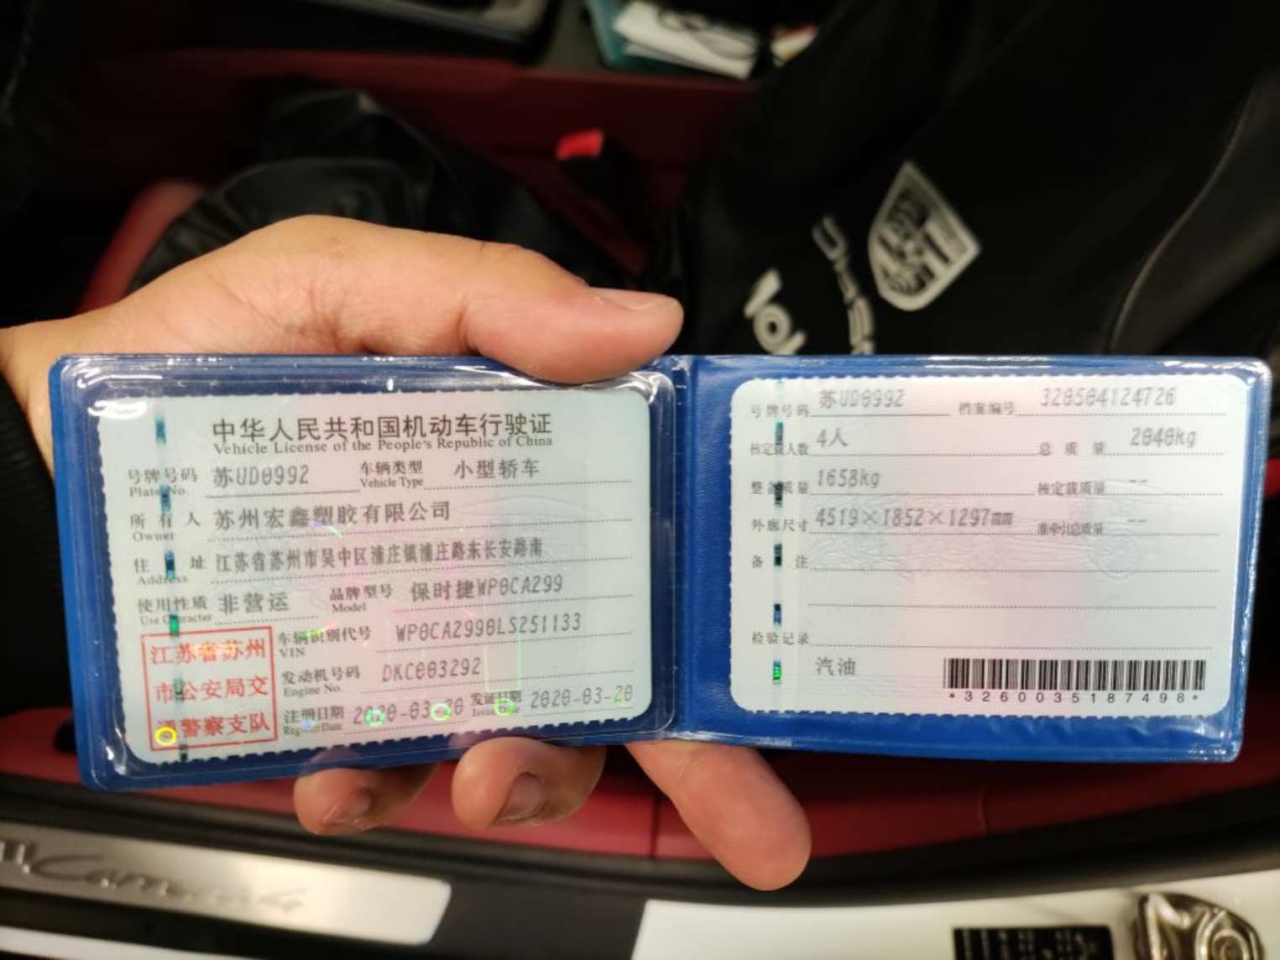 中华人民共和国机动车行驶证
Vehicle License of the People's Republic of China
号牌号码 苏UD0992 车辆类型 小型轿车
Plate No. Vehicle Type
所有人 苏州宏鑫塑胶有限公司
Owner
住址 江苏省苏州市吴中区浦庄镇浦庄路东长安路南
Address
使用性质 非营运 品牌型号 保时捷WP0CA299
Use Character Model
江苏省苏州
市公安局交
通警察支队
车辆识别代号 WP0CA2990LS251133
VIN
发动机号码 DKC003292
Engine No.
注册日期 2020-03-20 发证日期 2020-03-20
Register Date Issue Date
号牌号码 苏UD0992 档案编号 320504124726
核定载人数 4人 总质量 2040kg
整备质量 1658kg 核定载质量 --
外廓尺寸 4519×1852×1297mm 准牵引总质量 --
备注
检验记录
汽油
*3260035187498*
Carrera 4